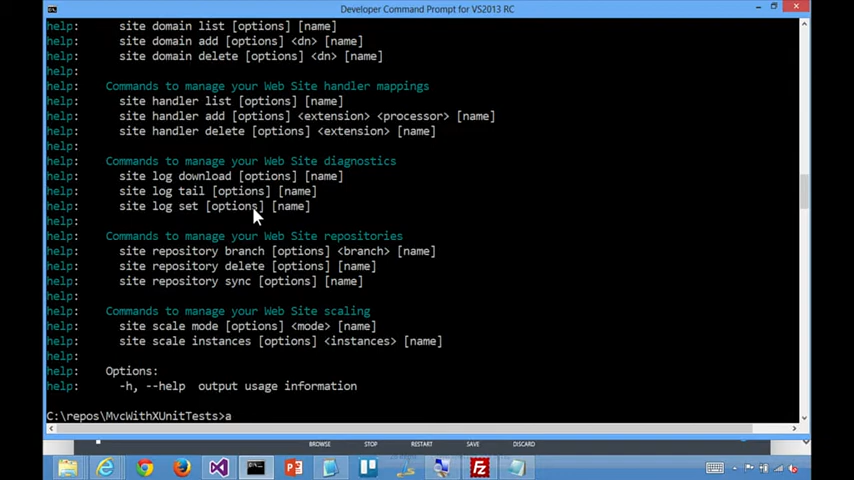 Developer Command Prompt for VS2013 RC
help:    site domain list [options] [name]
help:    site domain add [options] <dn> [name]
help:    site domain delete [options] <dn> [name]
help:
help:    Commands to manage your Web Site handler mappings
help:    site handler list [options] [name]
help:    site handler add [options] <extension> <processor> [name]
help:    site handler delete [options] <extension> [name]
help:
help:    Commands to manage your Web Site diagnostics
help:    site log download [options] [name]
help:    site log tail [options] [name]
help:    site log set [options] [name]
help:
help:    Commands to manage your Web Site repositories
help:    site repository branch [options] <branch> [name]
help:    site repository delete [options] [name]
help:    site repository sync [options] [name]
help:
help:    Commands to manage your Web Site scaling
help:    site scale mode [options] <mode> [name]
help:    site scale instances [options] <instances> [name]
help:
help:    Options:
help:    -h, --help  output usage information
C:\repos\MvcWithXUnitTests>a
BROWSE STOP RESTART SAVE DISCARD